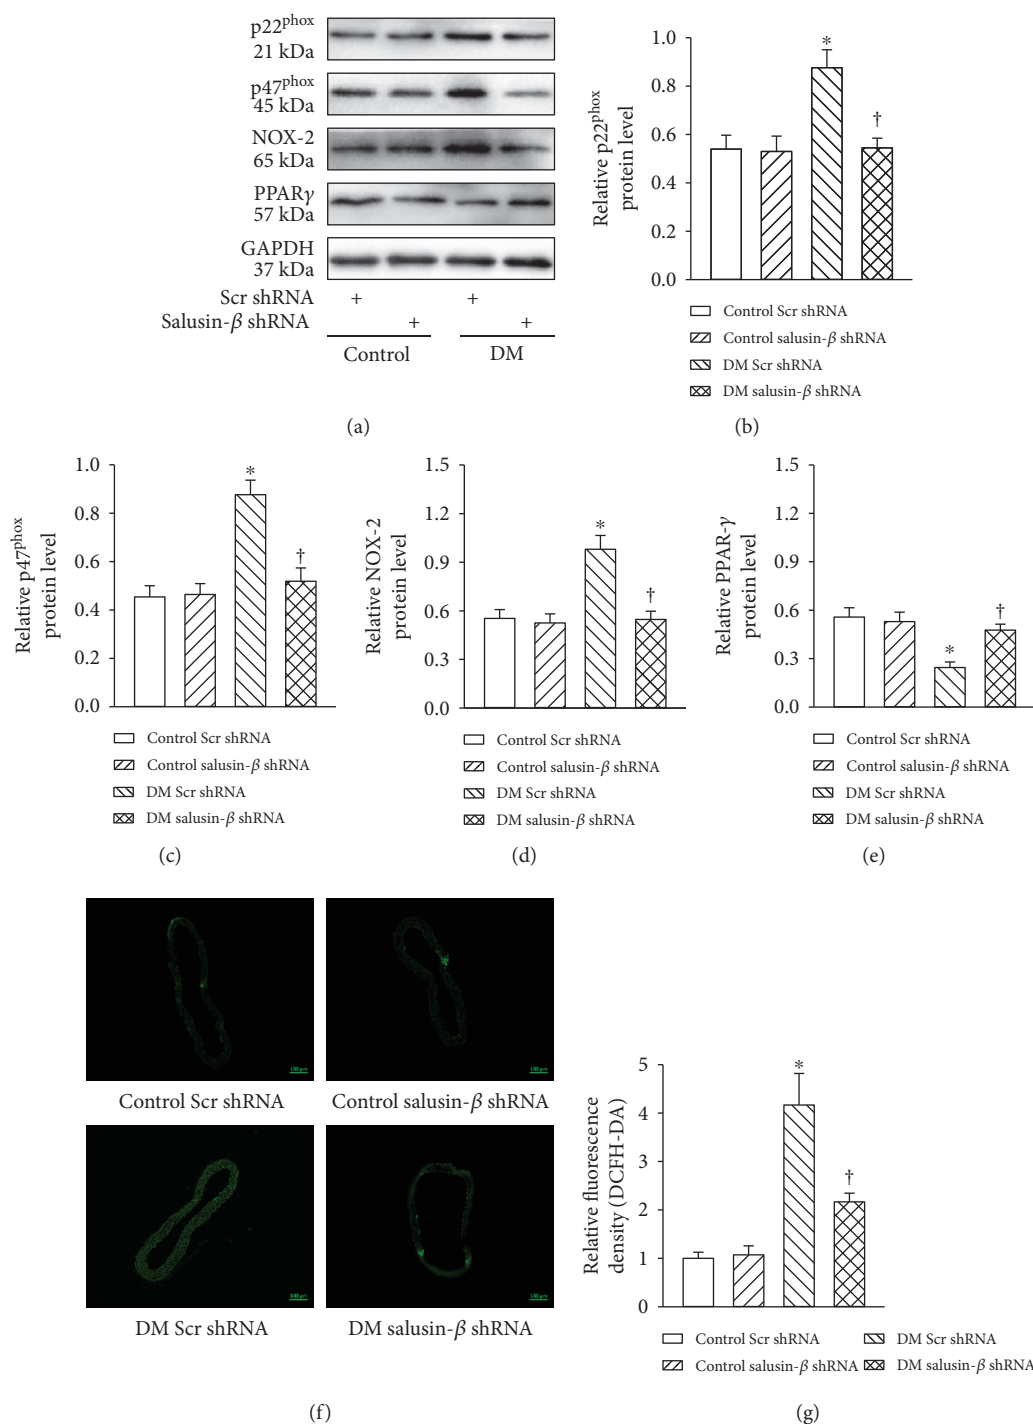 p22phox
21 kDa
p47phox
45 kDa
NOX-2
65 kDa
PPARγ
57 kDa
GAPDH
37 kDa
Scr shRNA + +
Salusin-β shRNA + +
Control DM
(a)
Relative p22phox
protein level
1.0
0.8
0.6
0.4
0.2
0.0
*
†
Control Scr shRNA
Control salusin-β shRNA
DM Scr shRNA
DM salusin-β shRNA
(b)
Relative p47phox
protein level
1.0
0.8
0.6
0.4
0.2
0.0
*
†
Control Scr shRNA
Control salusin-β shRNA
DM Scr shRNA
DM salusin-β shRNA
(c)
Relative NOX-2
protein level
1.5
1.2
0.9
0.6
0.3
0.0
*
†
Control Scr shRNA
Control salusin-β shRNA
DM Scr shRNA
DM salusin-β shRNA
(d)
Relative PPAR-γ
protein level
1.5
1.2
0.9
0.6
0.3
0.0
*
†
Control Scr shRNA
Control salusin-β shRNA
DM Scr shRNA
DM salusin-β shRNA
(e)
100 μm
100 μm
Control Scr shRNA
Control salusin-β shRNA
100 μm
100 μm
DM Scr shRNA
DM salusin-β shRNA
(f)
Relative fluorescence
density (DCFH-DA)
5
4
3
2
1
0
*
†
Control Scr shRNA
Control salusin-β shRNA
DM Scr shRNA
DM salusin-β shRNA
(g)